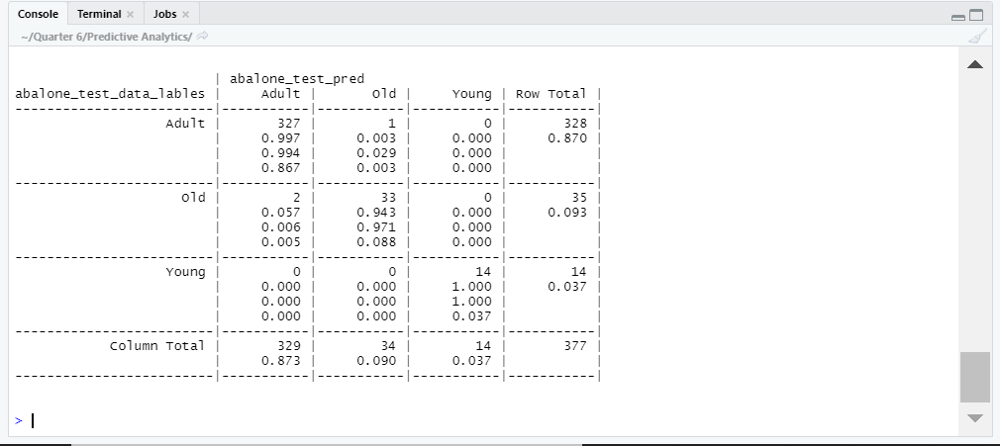 Console Terminal × Jobs ×
~/Quarter 6/Predictive Analytics/
| abalone_test_pred
abalone_test_data_lables | Adult | Old | Young | Row Total |
-------------------------|-----------|-----------|-----------|-----------|
Adult | 327 | 1 | 0 | 328 |
| 0.997 | 0.003 | 0.000 | 0.870 |
| 0.994 | 0.029 | 0.000 | |
| 0.867 | 0.003 | 0.000 | |
-------------------------|-----------|-----------|-----------|-----------|
Old | 2 | 33 | 0 | 35 |
| 0.057 | 0.943 | 0.000 | 0.093 |
| 0.006 | 0.971 | 0.000 | |
| 0.005 | 0.088 | 0.000 | |
-------------------------|-----------|-----------|-----------|-----------|
Young | 0 | 0 | 14 | 14 |
| 0.000 | 0.000 | 1.000 | 0.037 |
| 0.000 | 0.000 | 1.000 | |
| 0.000 | 0.000 | 0.037 | |
-------------------------|-----------|-----------|-----------|-----------|
Column Total | 329 | 34 | 14 | 377 |
| 0.873 | 0.090 | 0.037 | |
-------------------------|-----------|-----------|-----------|-----------|
>